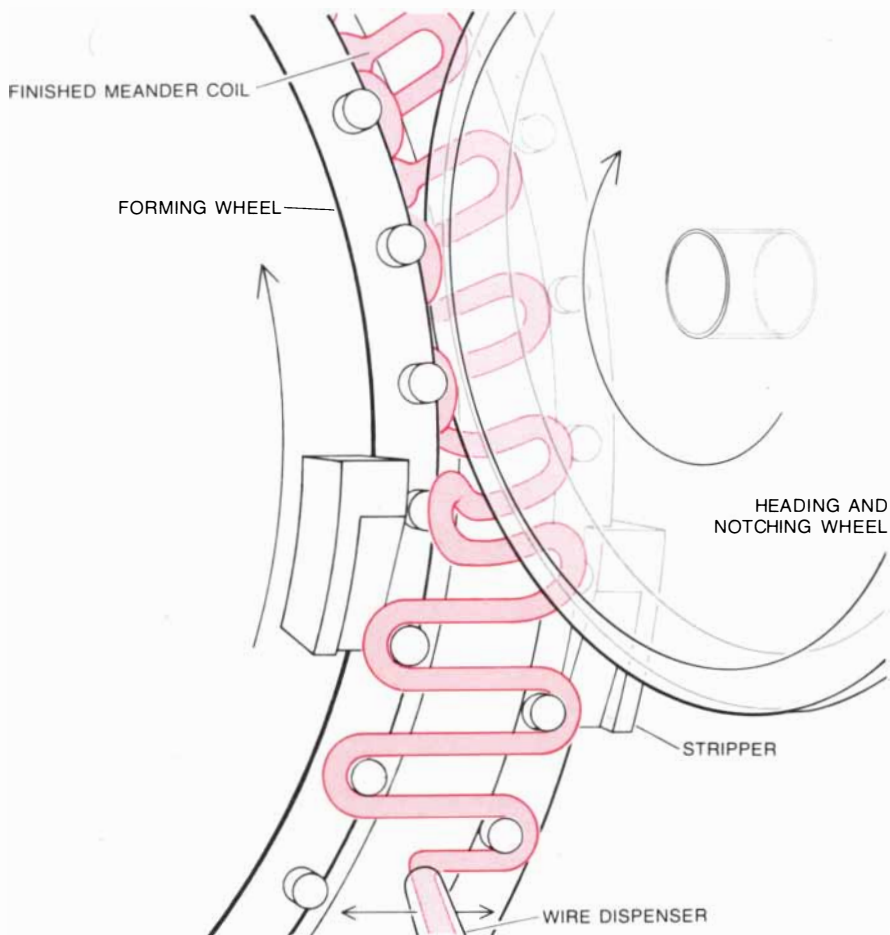 FINISHED MEANDER COIL
FORMING WHEEL
HEADING AND
NOTCHING WHEEL
STRIPPER
WIRE DISPENSER